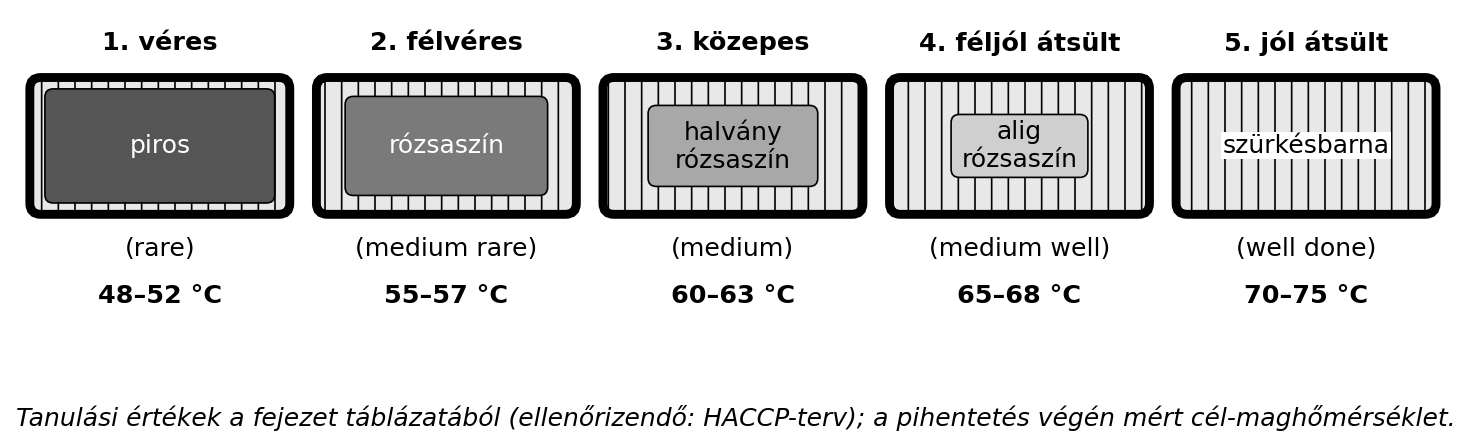 1. véres
2. félvéres
3. közepes
4. féljól átsült
5. jól átsült
piros
rózsaszín
halvány
rózsaszín
alig
rózsaszín
szürkésbarna
(rare)
(medium rare)
(medium)
(medium well)
(well done)
48–52 °C
55–57 °C
60–63 °C
65–68 °C
70–75 °C
Tanulási értékek a fejezet táblázatából (ellenőrizendő: HACCP-terv); a pihentetés végén mért cél-maghőmérséklet.